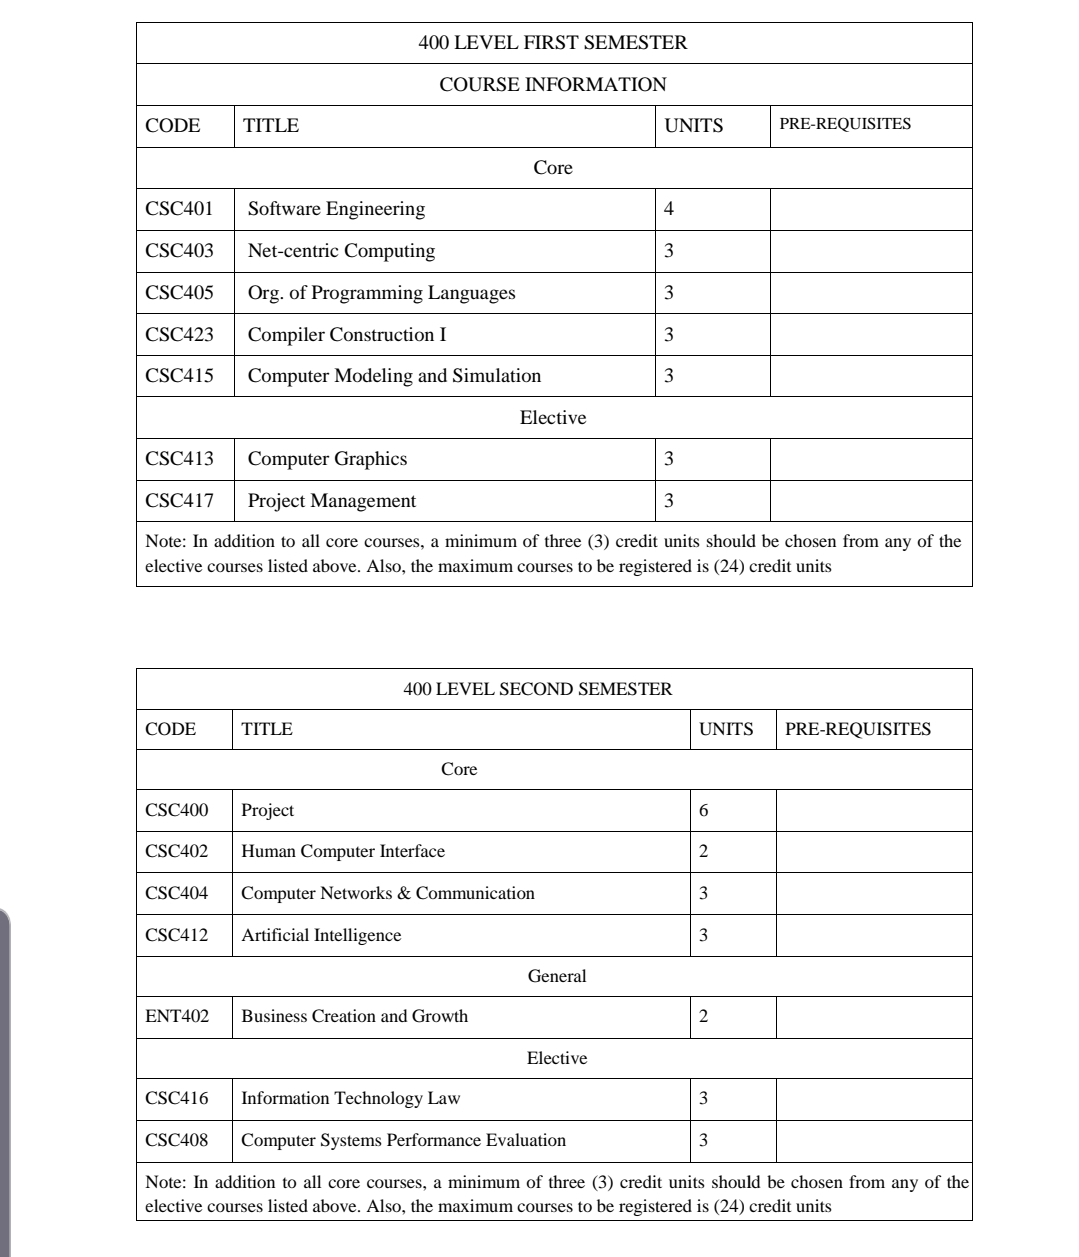 400 LEVEL FIRST SEMESTER
COURSE INFORMATION
CODE TITLE UNITS PRE-REQUISITES
Core
CSC401 Software Engineering 4
CSC403 Net-centric Computing 3
CSC405 Org. of Programming Languages 3
CSC423 Compiler Construction I 3
CSC415 Computer Modeling and Simulation 3
Elective
CSC413 Computer Graphics 3
CSC417 Project Management 3
Note: In addition to all core courses, a minimum of three (3) credit units should be chosen from any of the
elective courses listed above. Also, the maximum courses to be registered is (24) credit units
400 LEVEL SECOND SEMESTER
CODE TITLE UNITS PRE-REQUISITES
Core
CSC400 Project 6
CSC402 Human Computer Interface 2
CSC404 Computer Networks & Communication 3
CSC412 Artificial Intelligence 3
General
ENT402 Business Creation and Growth 2
Elective
CSC416 Information Technology Law 3
CSC408 Computer Systems Performance Evaluation 3
Note: In addition to all core courses, a minimum of three (3) credit units should be chosen from any of the
elective courses listed above. Also, the maximum courses to be registered is (24) credit units